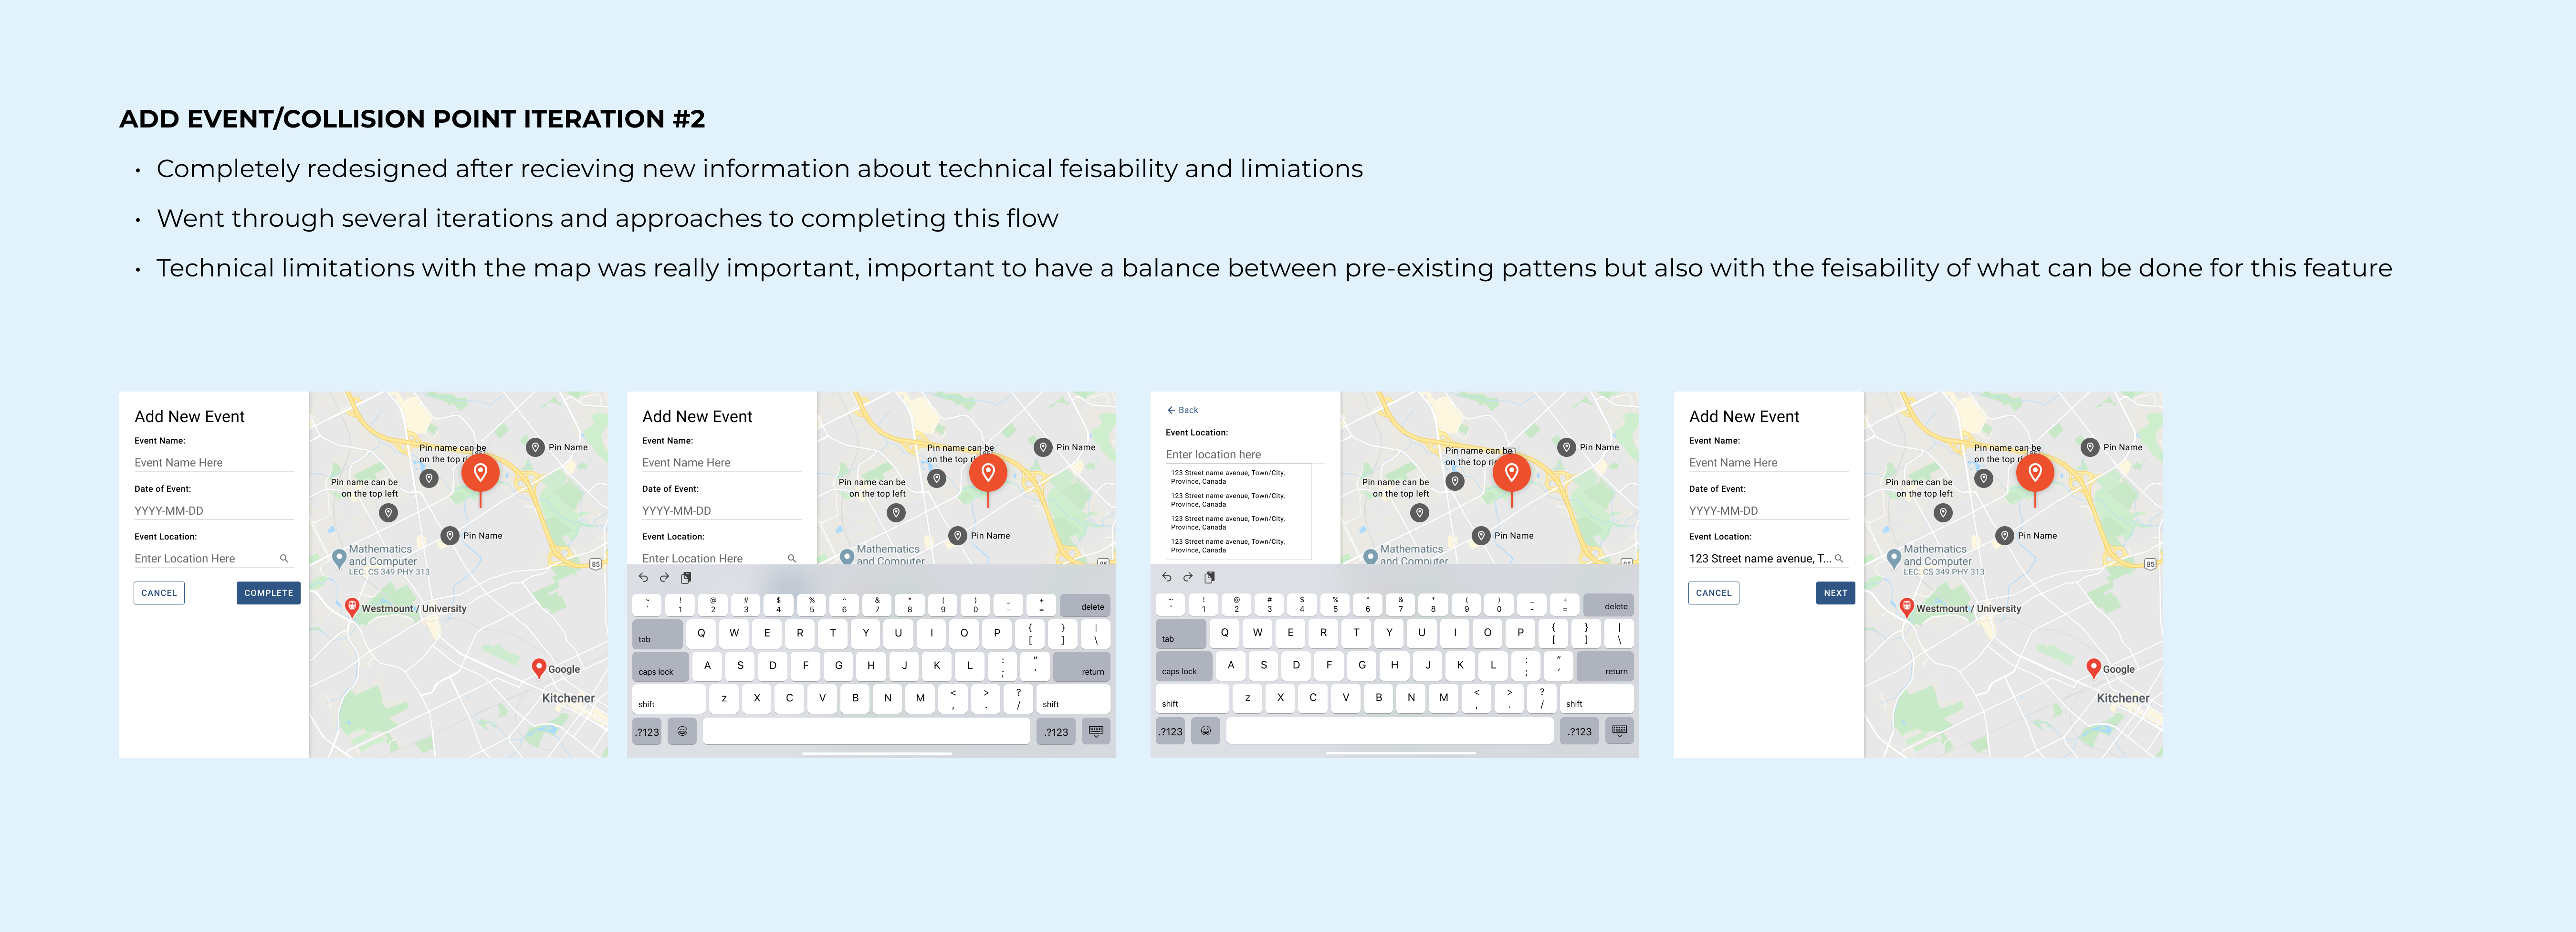 ADD EVENT/COLLISION POINT ITERATION #2
• Completely redesigned after recieving new information about technical feisability and limiations
• Went through several iterations and approaches to completing this flow
• Technical limitations with the map was really important, important to have a balance between pre-existing pattens but also with the feisability of what can be done for this feature
Add New Event
Event Name:
Event Name Here
Date of Event:
YYYY-MM-DD
Event Location:
Enter Location Here
CANCEL
COMPLETE
Pin name can be
on the top
Pin Name
Pin name can be
on the top left
Pin Name
Mathematics
and Computer
LEC: CS 349 PHY 313
85
Westmount / University
Google
Kitchener
Add New Event
Event Name:
Event Name Here
Date of Event:
YYYY-MM-DD
Event Location:
Enter Location Here
Pin name can be
on the top
Pin Name
Pin name can be
on the top left
Pin Name
Mathematics
and Computer
~ ! @ # $ % ^ & * ( ) _ +
` 1 2 3 4 5 6 7 8 9 0 - = delete
tab Q W E R T Y U I O P { [ } ] | \
caps lock A S D F G H J K L : ; " ' return
shift z X C V B N M < , > . ? / shift
.?123 .?123
Back
Event Location:
Enter location here
123 Street name avenue, Town/City,
Province, Canada
123 Street name avenue, Town/City,
Province, Canada
123 Street name avenue, Town/City,
Province, Canada
123 Street name avenue, Town/City,
Province, Canada
Pin name can be
on the top
Pin Name
Pin name can be
on the top left
Pin Name
Mathematics
and Computer
~ ! @ # $ % ^ & * ( ) _ +
` 1 2 3 4 5 6 7 8 9 0 - = delete
tab Q W E R T Y U I O P { [ } ] | \
caps lock A S D F G H J K L : ; " ' return
shift z X C V B N M < , > . ? / shift
.?123 .?123
Add New Event
Event Name:
Event Name Here
Date of Event:
YYYY-MM-DD
Event Location:
123 Street name avenue, T...
CANCEL
NEXT
Pin name can be
on the top
Pin Name
Pin name can be
on the top left
Pin Name
Mathematics
and Computer
LEC: CS 349 PHY 313
85
Westmount / University
Google
Kitchener